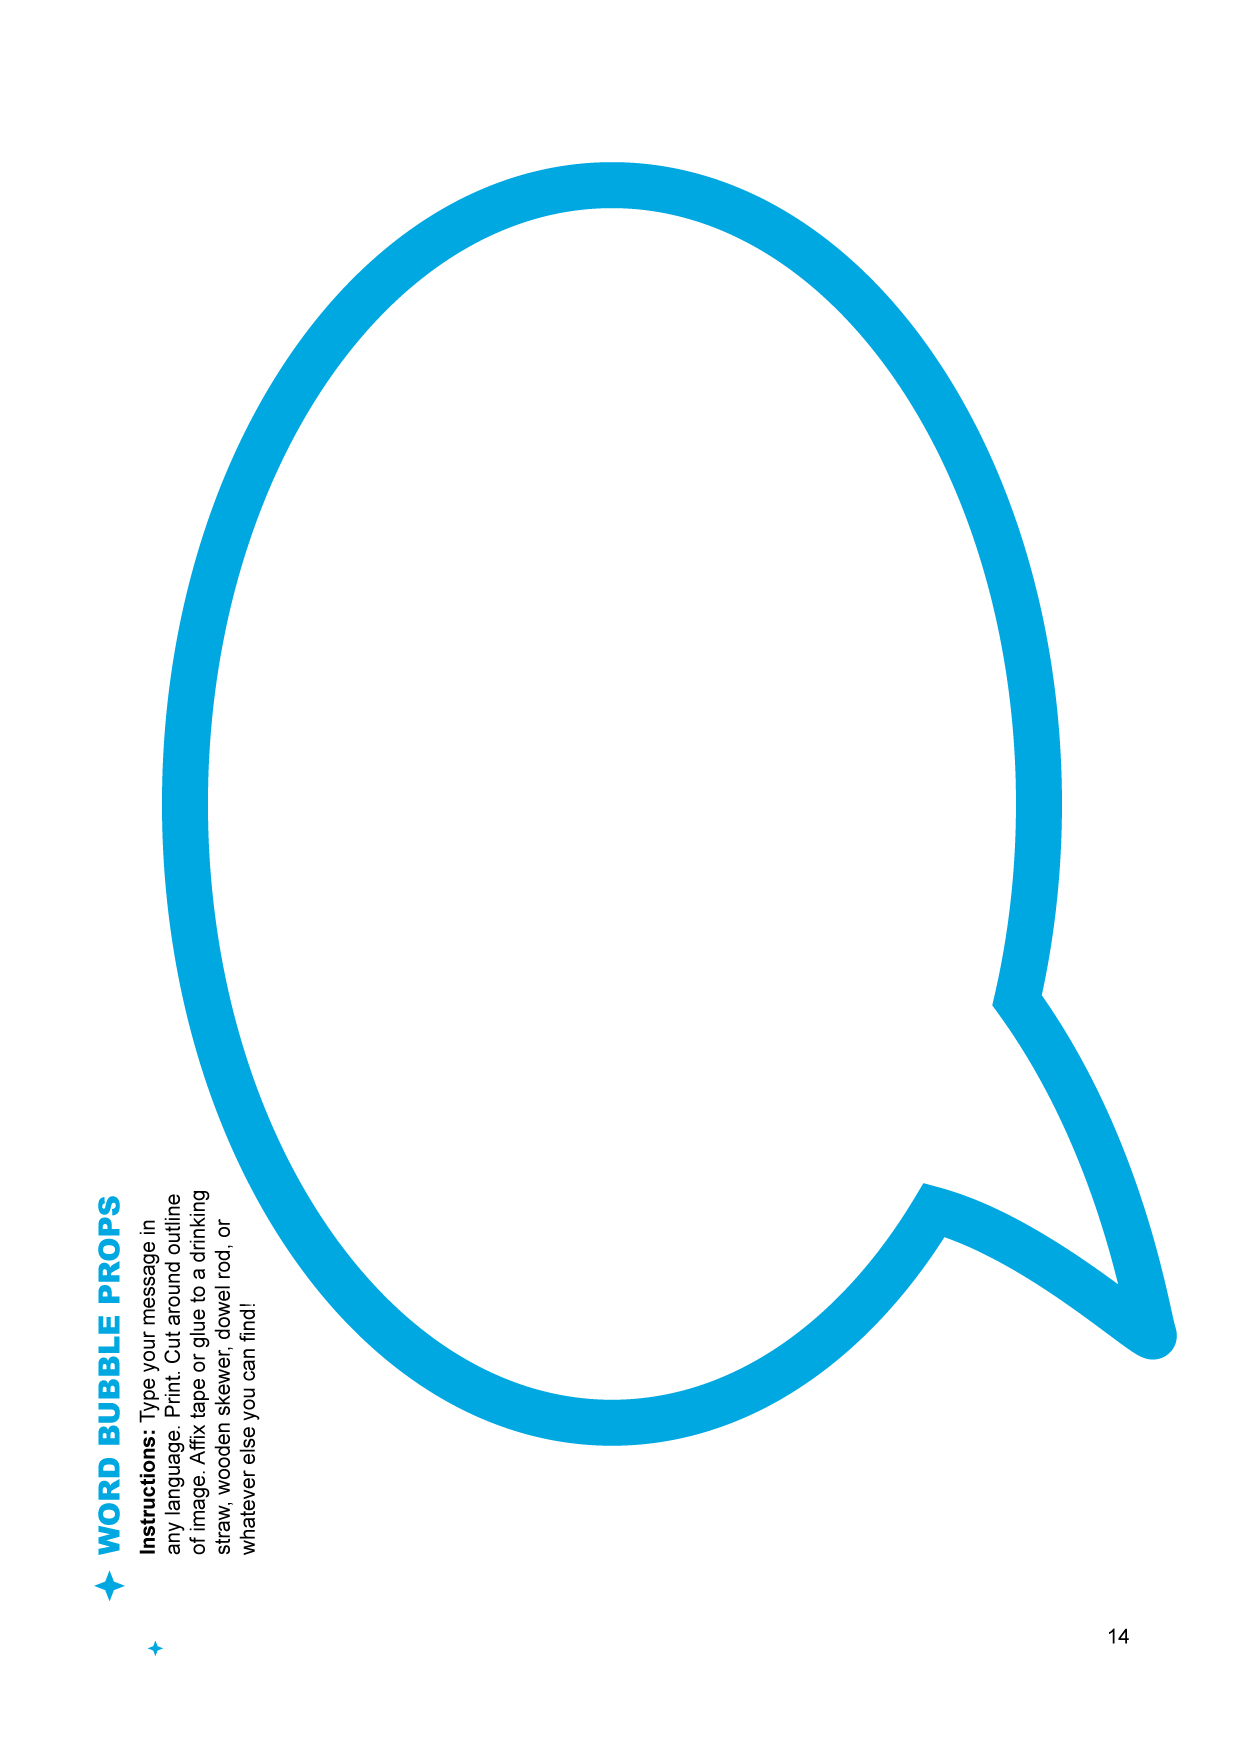 WORD BUBBLE PROPS
Instructions: Type your message in
any language. Print. Cut around outline
of image. Affix tape or glue to a drinking
straw, wooden skewer, dowel rod, or
whatever else you can find!
14